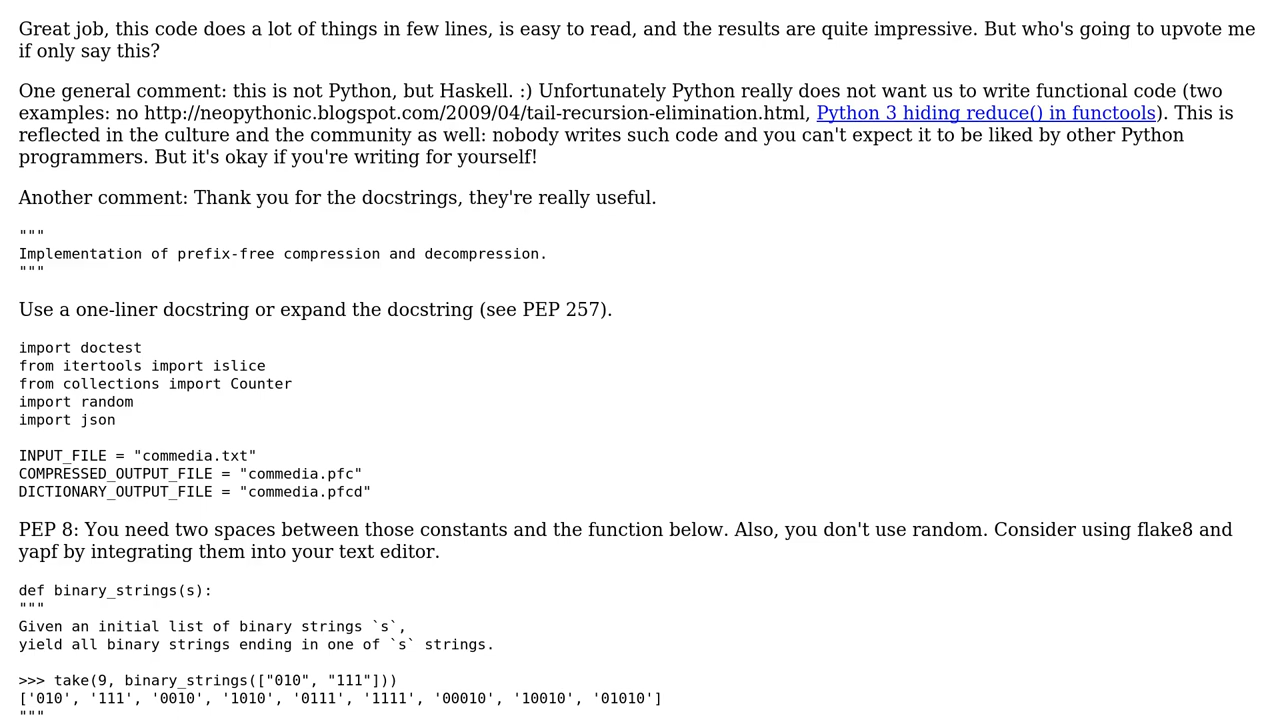 Great job, this code does a lot of things in few lines, is easy to read, and the results are quite impressive. But who's going to upvote me
if only say this?
One general comment: this is not Python, but Haskell. :) Unfortunately Python really does not want us to write functional code (two
examples: no http://neopythonic.blogspot.com/2009/04/tail-recursion-elimination.html, Python 3 hiding reduce() in functools). This is
reflected in the culture and the community as well: nobody writes such code and you can't expect it to be liked by other Python
programmers. But it's okay if you're writing for yourself!
Another comment: Thank you for the docstrings, they're really useful.
"""
Implementation of prefix-free compression and decompression.
"""
Use a one-liner docstring or expand the docstring (see PEP 257).
import doctest
from itertools import islice
from collections import Counter
import random
import json
INPUT_FILE = "commedia.txt"
COMPRESSED_OUTPUT_FILE = "commedia.pfc"
DICTIONARY_OUTPUT_FILE = "commedia.pfcd"
PEP 8: You need two spaces between those constants and the function below. Also, you don't use random. Consider using flake8 and
yapf by integrating them into your text editor.
def binary_strings(s):
"""
Given an initial list of binary strings `s`,
yield all binary strings ending in one of `s` strings.
>>> take(9, binary_strings(["010", "111"]))
['010', '111', '0010', '1010', '0111', '1111', '00010', '10010', '01010']
"""